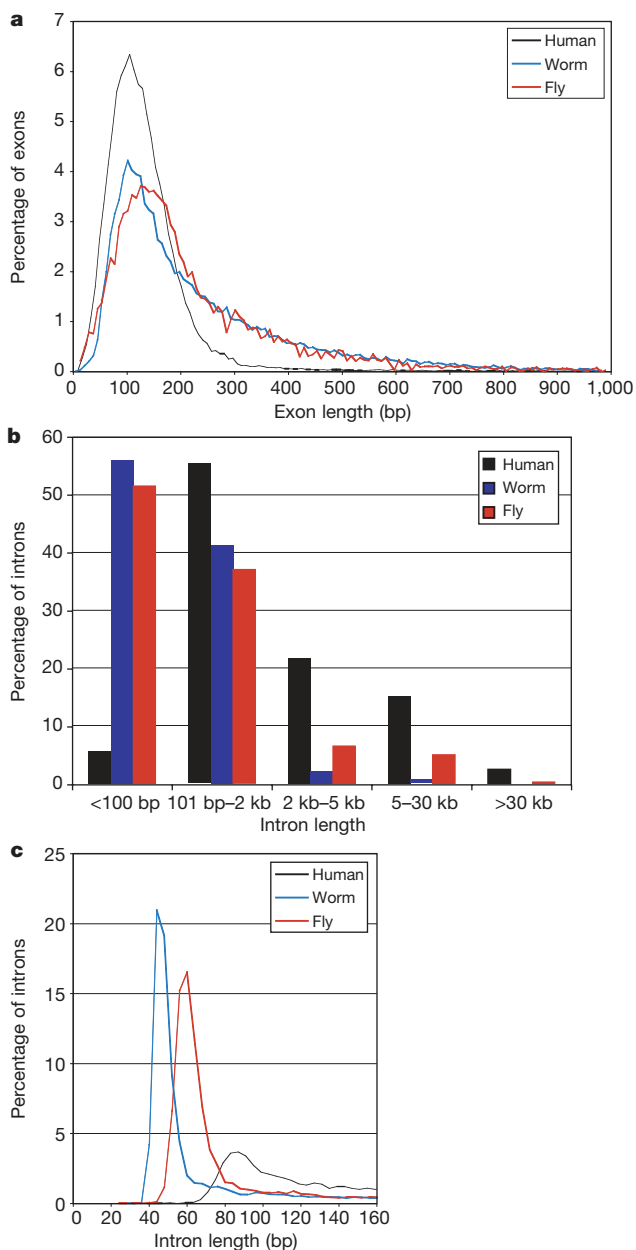 a
Percentage of exons
7
6
5
4
3
2
1
0
Human
Worm
Fly
0 100 200 300 400 500 600 700 800 900 1,000
Exon length (bp)
b
Percentage of introns
60
50
40
30
20
10
0
Human
Worm
Fly
<100 bp 101 bp–2 kb 2 kb–5 kb 5–30 kb >30 kb
Intron length
c
Percentage of introns
25
20
15
10
5
0
Human
Worm
Fly
0 20 40 60 80 100 120 140 160
Intron length (bp)